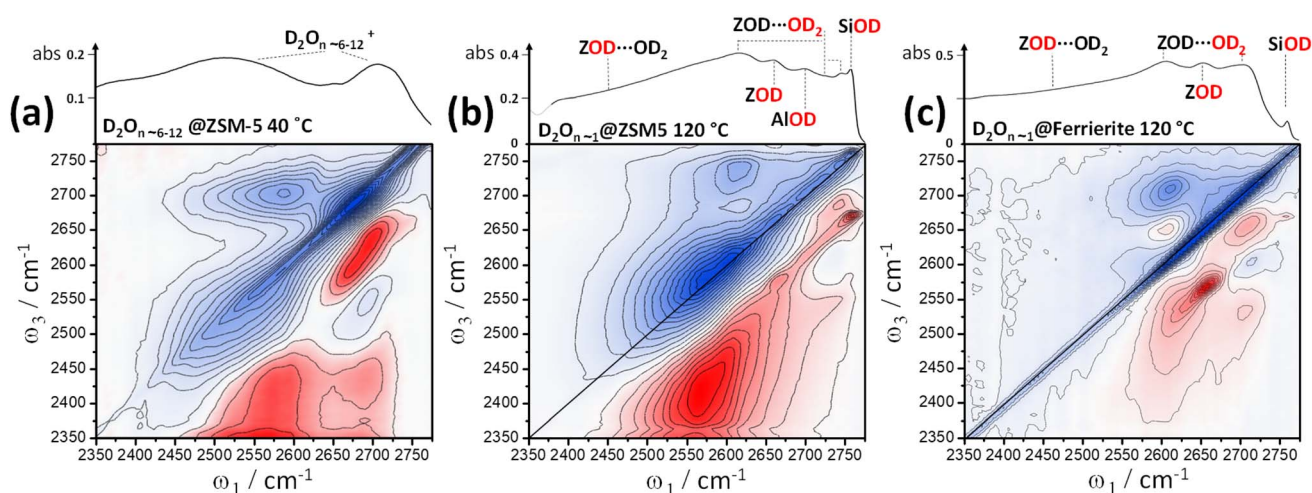 (a)
abs
0.2
0.1
D₂Oₙ ~6-12⁺
D₂Oₙ ~6-12 @ZSM-5 40 °C
2750
2700
2650
2600
2550
2500
2450
2400
2350
ω₃ / cm⁻¹
2350 2400 2450 2500 2550 2600 2650 2700 2750
ω₁ / cm⁻¹
(b)
abs
0.4
0.2
0
ZOD···OD₂
ZOD···OD₂
SiOD
ZOD
AlOD
D₂Oₙ~1@ZSM5 120 °C
2750
2700
2650
2600
2550
2500
2450
2400
2350
2350 2400 2450 2500 2550 2600 2650 2700 2750
ω₁ / cm⁻¹
(c)
abs
0.5
0
ZOD···OD₂
ZOD···OD₂
SiOD
ZOD
D₂Oₙ~1@Ferrierite 120 °C
2750
2700
2650
2600
2550
2500
2450
2400
2350
ω₃ / cm⁻¹
2350 2400 2450 2500 2550 2600 2650 2700 2750
ω₁ / cm⁻¹